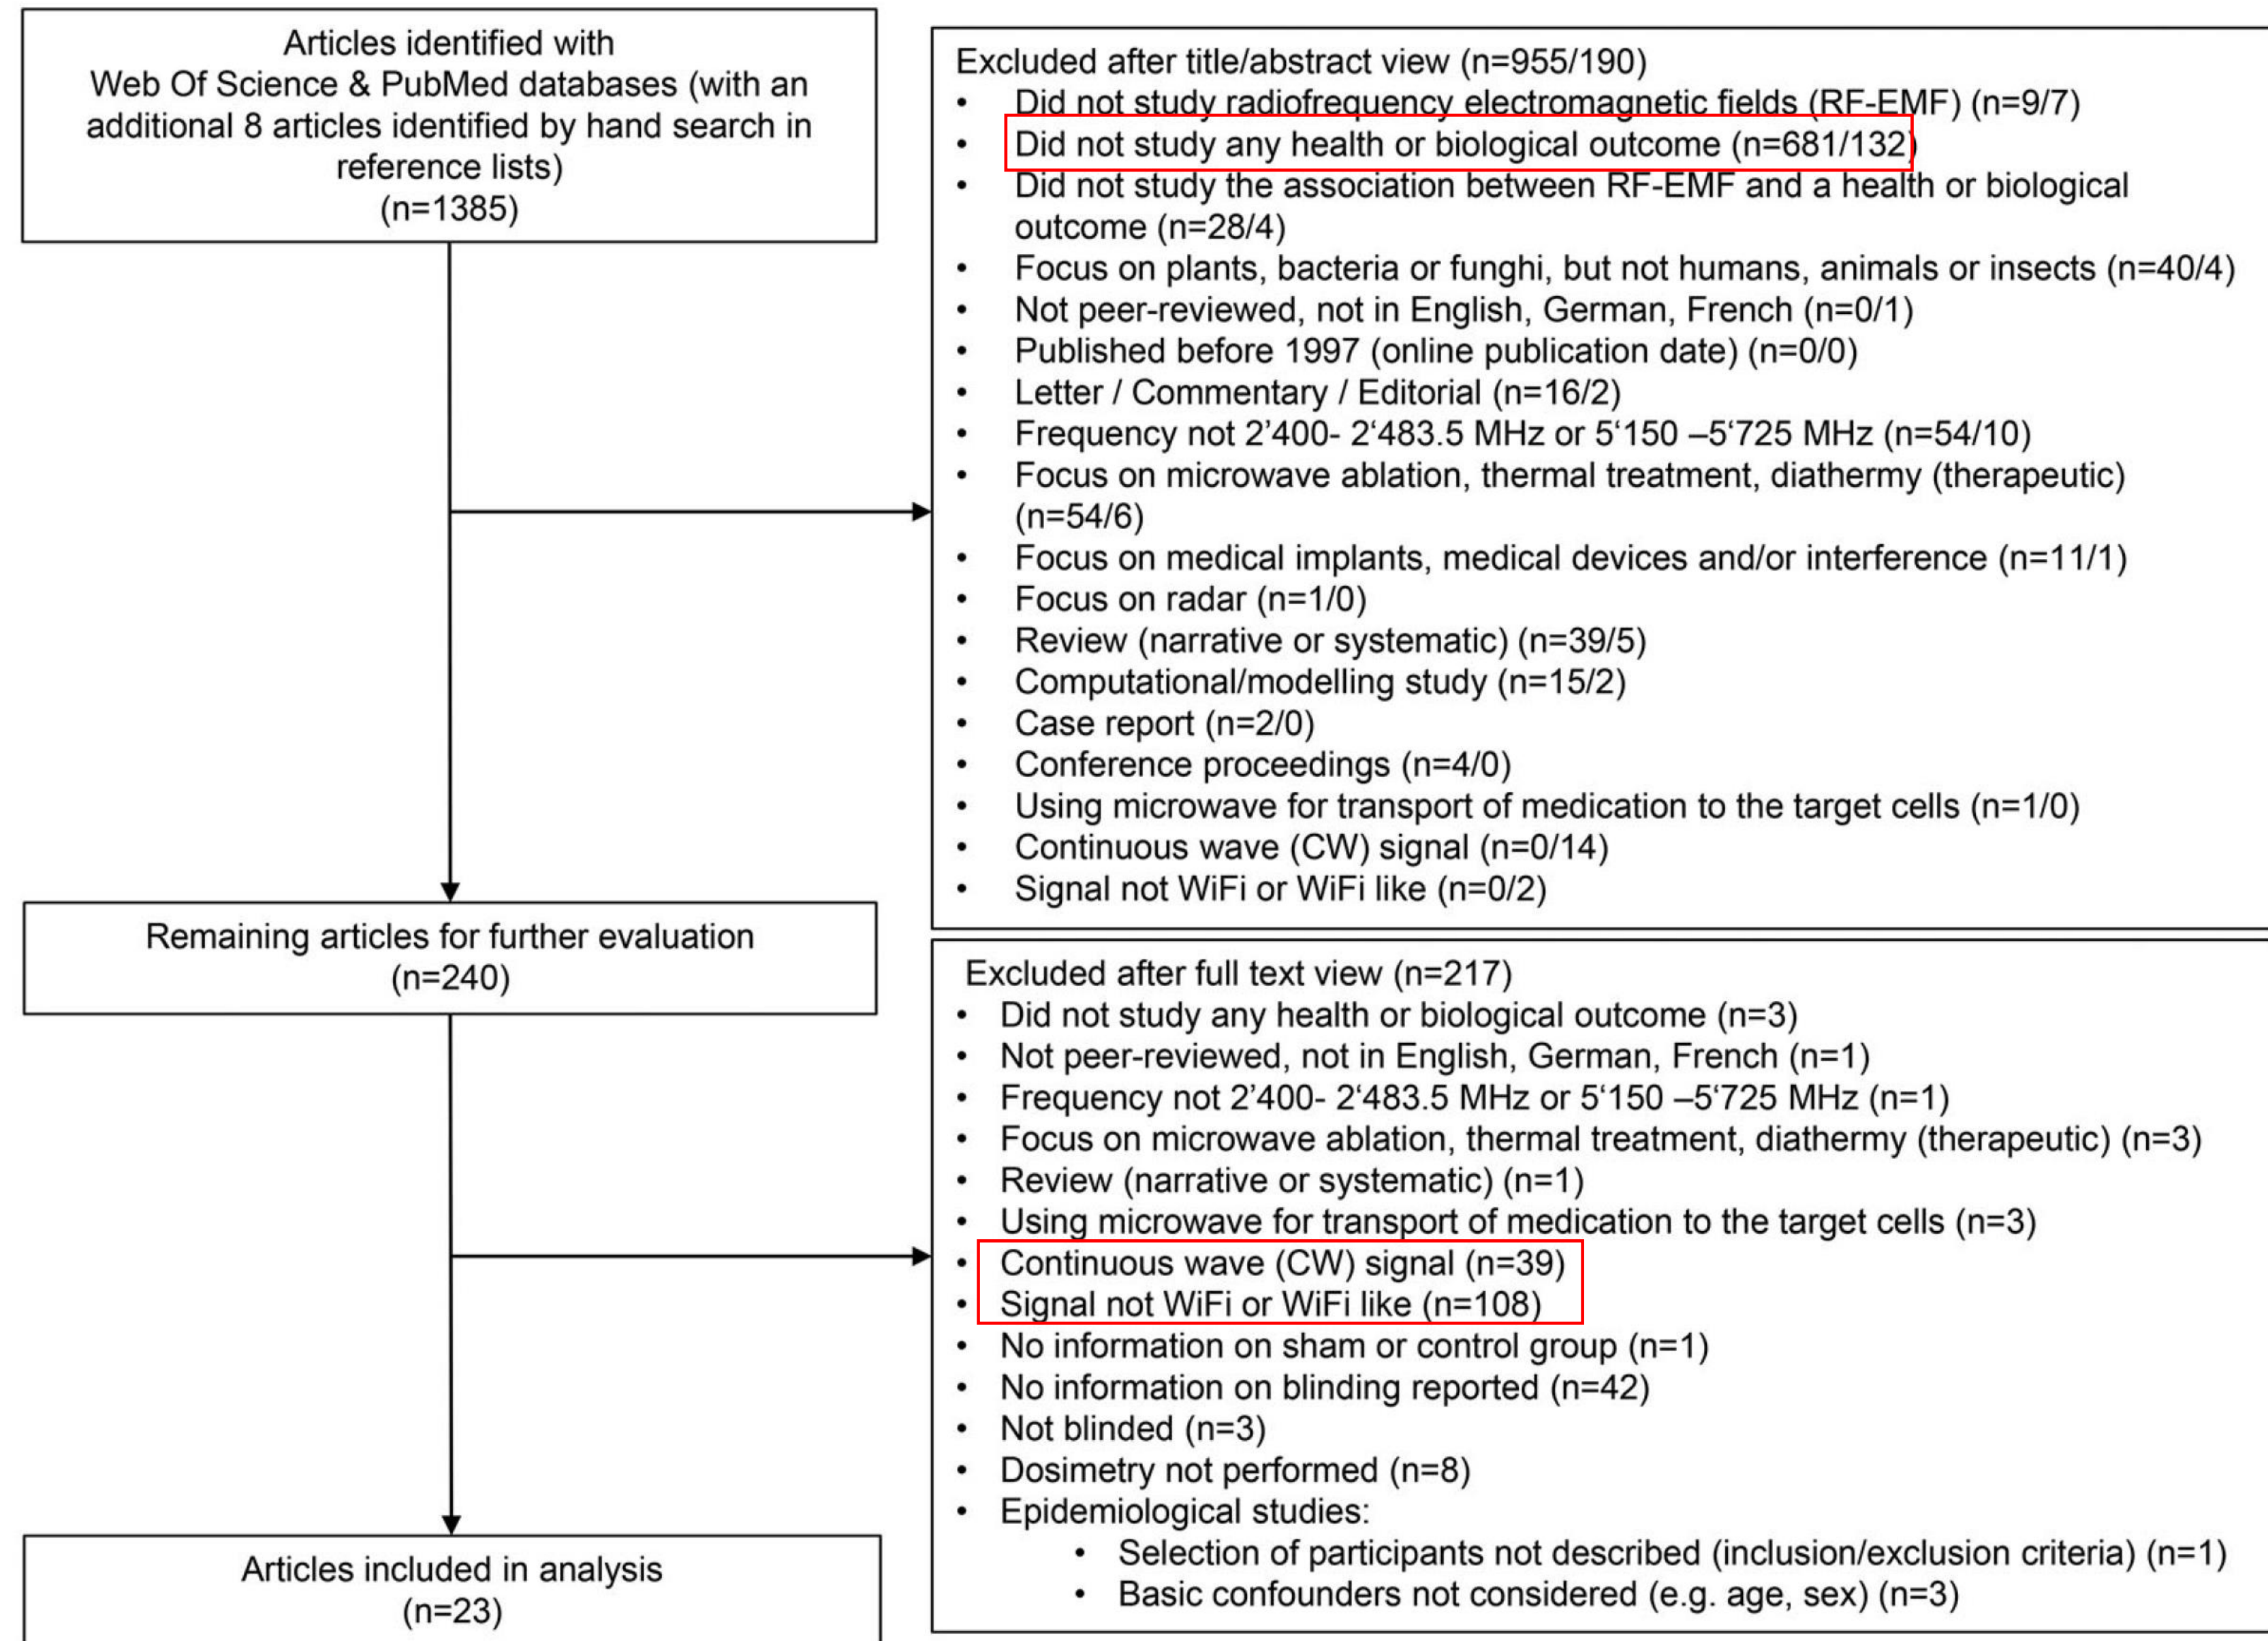 Articles identified with
Web Of Science & PubMed databases (with an
additional 8 articles identified by hand search in
reference lists)
(n=1385)
Excluded after title/abstract view (n=955/190)
• Did not study radiofrequency electromagnetic fields (RF-EMF) (n=9/7)
• Did not study any health or biological outcome (n=681/132)
• Did not study the association between RF-EMF and a health or biological
outcome (n=28/4)
• Focus on plants, bacteria or funghi, but not humans, animals or insects (n=40/4)
• Not peer-reviewed, not in English, German, French (n=0/1)
• Published before 1997 (online publication date) (n=0/0)
• Letter / Commentary / Editorial (n=16/2)
• Frequency not 2’400- 2‘483.5 MHz or 5‘150 –5‘725 MHz (n=54/10)
• Focus on microwave ablation, thermal treatment, diathermy (therapeutic)
(n=54/6)
• Focus on medical implants, medical devices and/or interference (n=11/1)
• Focus on radar (n=1/0)
• Review (narrative or systematic) (n=39/5)
• Computational/modelling study (n=15/2)
• Case report (n=2/0)
• Conference proceedings (n=4/0)
• Using microwave for transport of medication to the target cells (n=1/0)
• Continuous wave (CW) signal (n=0/14)
• Signal not WiFi or WiFi like (n=0/2)
Remaining articles for further evaluation
(n=240)
Excluded after full text view (n=217)
• Did not study any health or biological outcome (n=3)
• Not peer-reviewed, not in English, German, French (n=1)
• Frequency not 2’400- 2‘483.5 MHz or 5‘150 –5‘725 MHz (n=1)
• Focus on microwave ablation, thermal treatment, diathermy (therapeutic) (n=3)
• Review (narrative or systematic) (n=1)
• Using microwave for transport of medication to the target cells (n=3)
• Continuous wave (CW) signal (n=39)
• Signal not WiFi or WiFi like (n=108)
• No information on sham or control group (n=1)
• No information on blinding reported (n=42)
• Not blinded (n=3)
• Dosimetry not performed (n=8)
• Epidemiological studies:
• Selection of participants not described (inclusion/exclusion criteria) (n=1)
• Basic confounders not considered (e.g. age, sex) (n=3)
Articles included in analysis
(n=23)